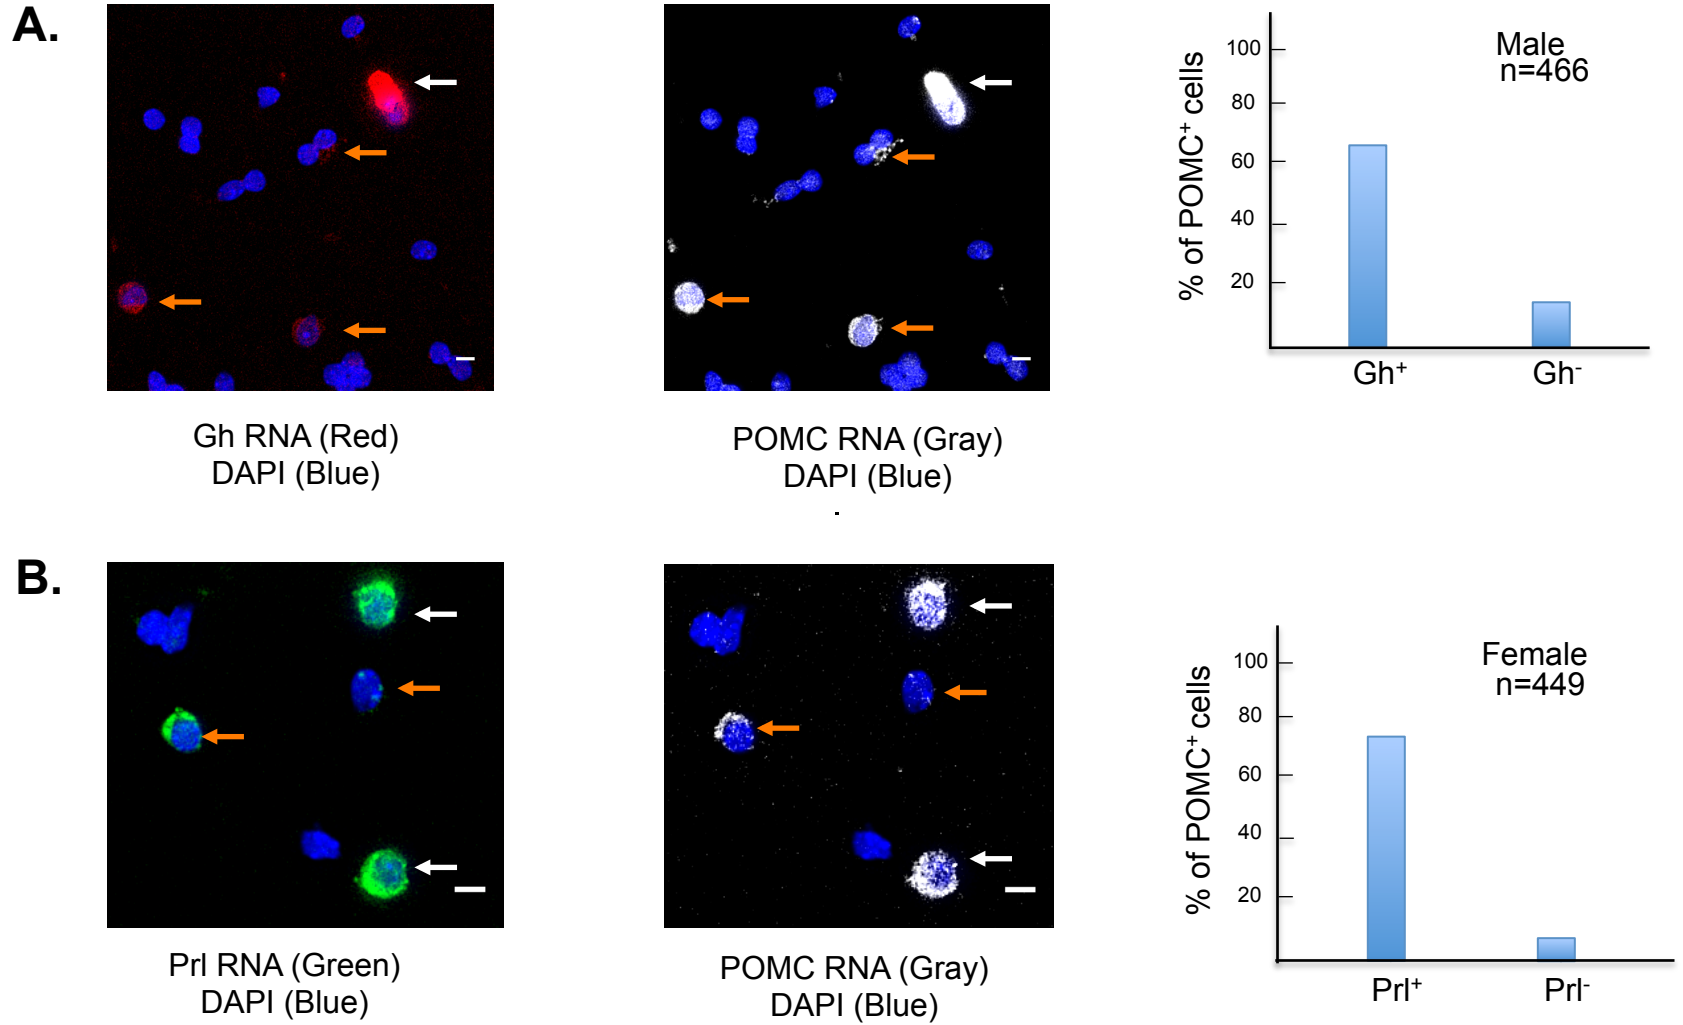 A.
Gh RNA (Red)
DAPI (Blue)
POMC RNA (Gray)
DAPI (Blue)
% of POMC⁺ cells
100
80
60
40
20
Male
n=466
Gh⁺
Gh⁻
B.
Prl RNA (Green)
DAPI (Blue)
POMC RNA (Gray)
DAPI (Blue)
% of POMC⁺ cells
100
80
60
40
20
Female
n=449
Prl⁺
Prl⁻